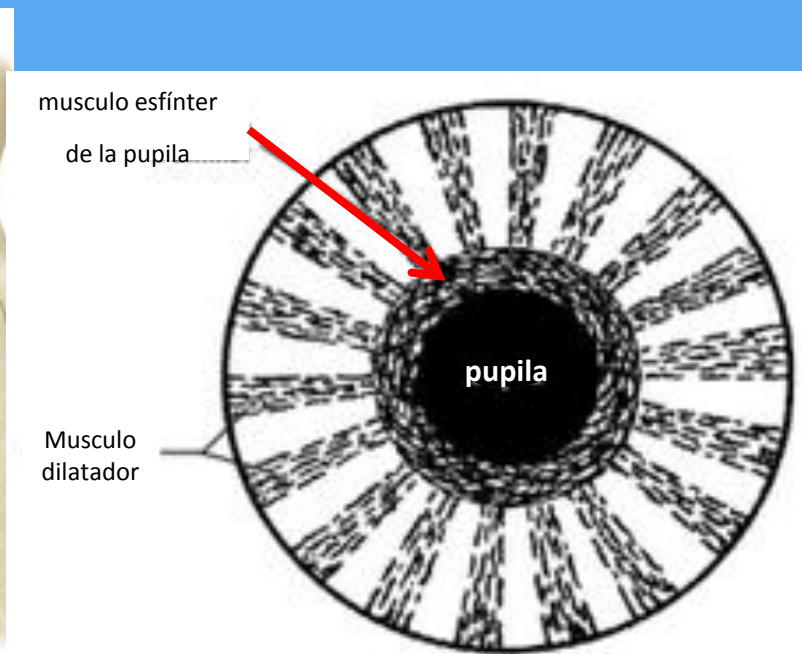 musculo esfínter
de la pupila
pupila
Musculo
dilatador